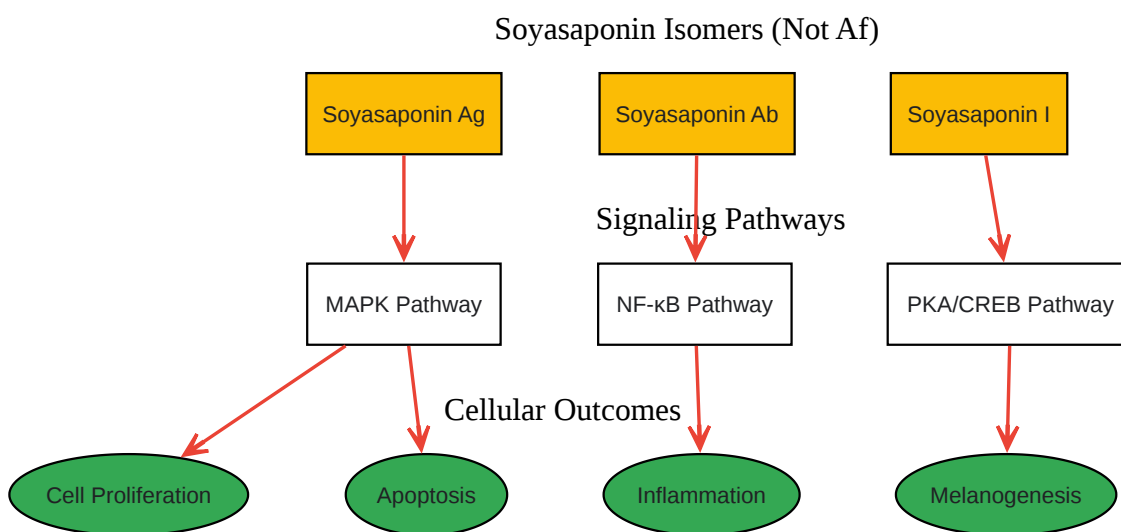 Soyasaponin Isomers (Not Af)
Soyasaponin Ag
Soyasaponin Ab
Soyasaponin I
Signaling Pathways
MAPK Pathway
NF-κB Pathway
PKA/CREB Pathway
Cellular Outcomes
Cell Proliferation
Apoptosis
Inflammation
Melanogenesis